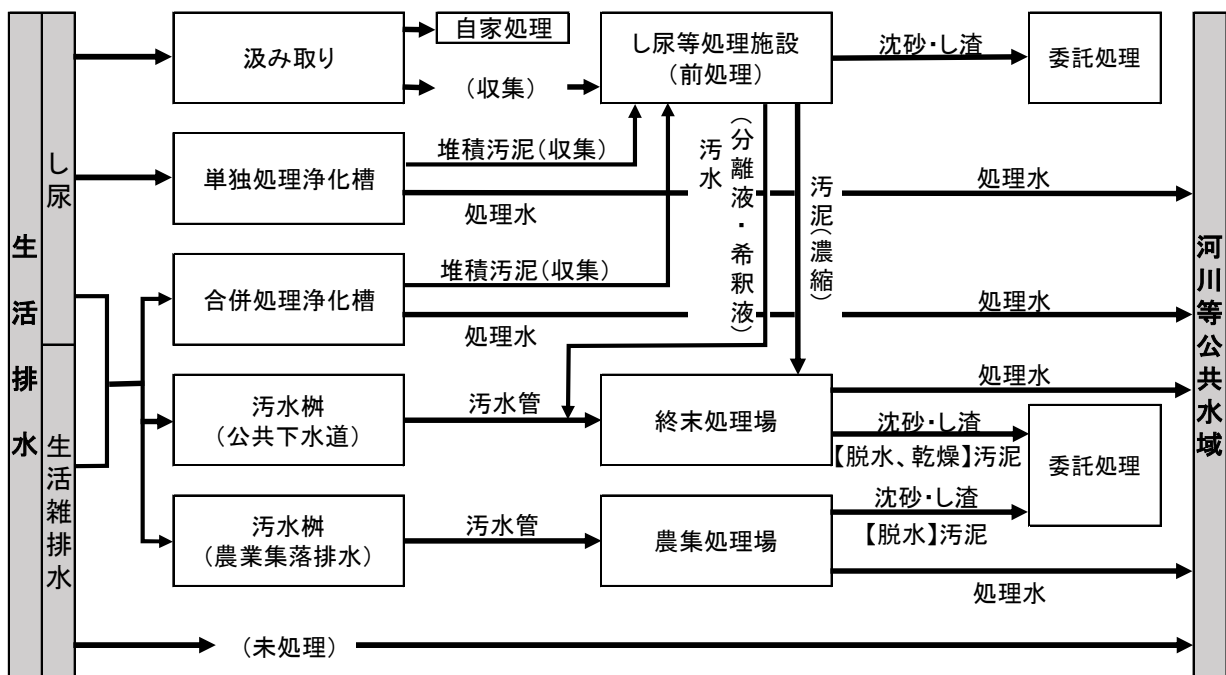 生活排水
し尿
生活雑排水
汲み取り
自家処理
(収集)
し尿等処理施設
(前処理)
沈砂・し渣
委託処理
単独処理浄化槽
堆積汚泥(収集)
処理水
汚水
(分離液・希釈液)
汚泥(濃縮)
処理水
合併処理浄化槽
堆積汚泥(収集)
処理水
処理水
汚水桝
(公共下水道)
汚水管
終末処理場
処理水
沈砂・し渣
【脱水、乾燥】汚泥
委託処理
汚水桝
(農業集落排水)
汚水管
農集処理場
沈砂・し渣
【脱水】汚泥
処理水
(未処理)
河川等公共水域